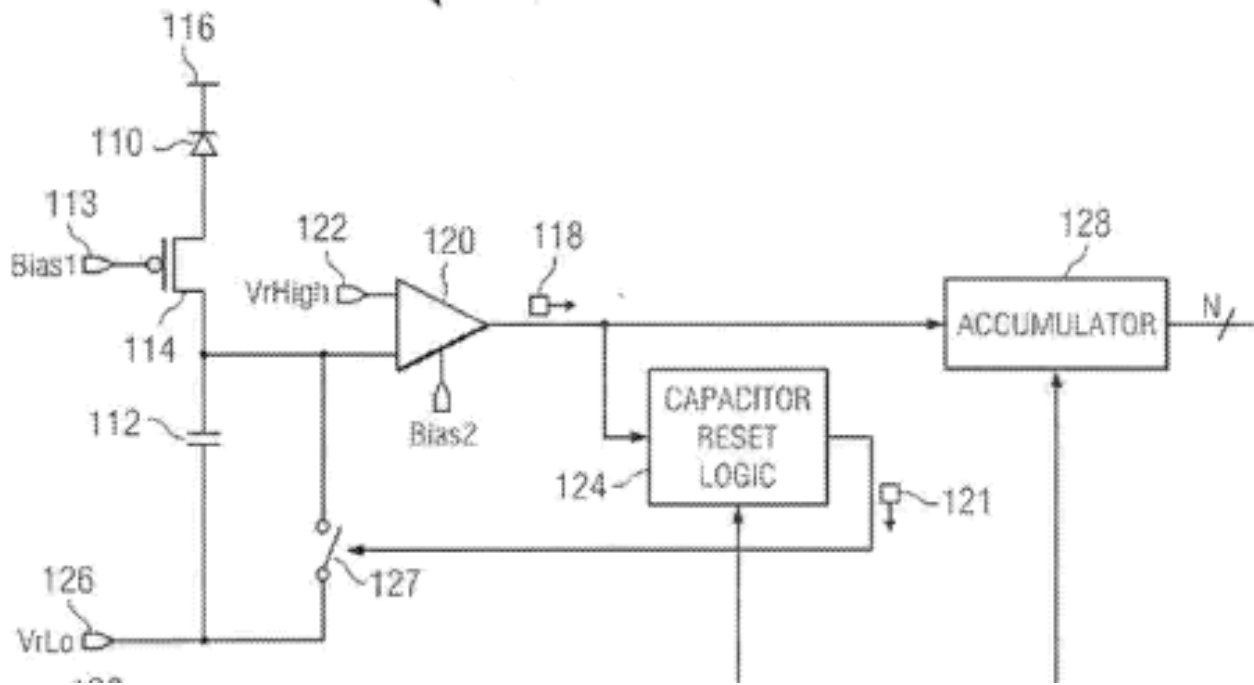 116
110
113
Bias1
114
122
VrHigh
120
118
128
ACCUMULATOR
N
112
Bias2
CAPACITOR
RESET
LOGIC
124
121
127
126
VrLo